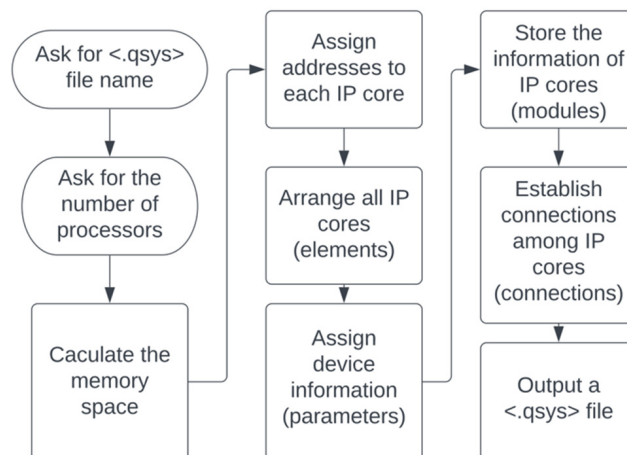 Ask for <.qsys>
file name
Ask for the
number of
processors
Caculate the
memory
space
Assign
addresses to
each IP core
Arrange all IP
cores
(elements)
Assign
device
information
(parameters)
Store the
information of
IP cores
(modules)
Establish
connections
among IP
cores
(connections)
Output a
<.qsys> file